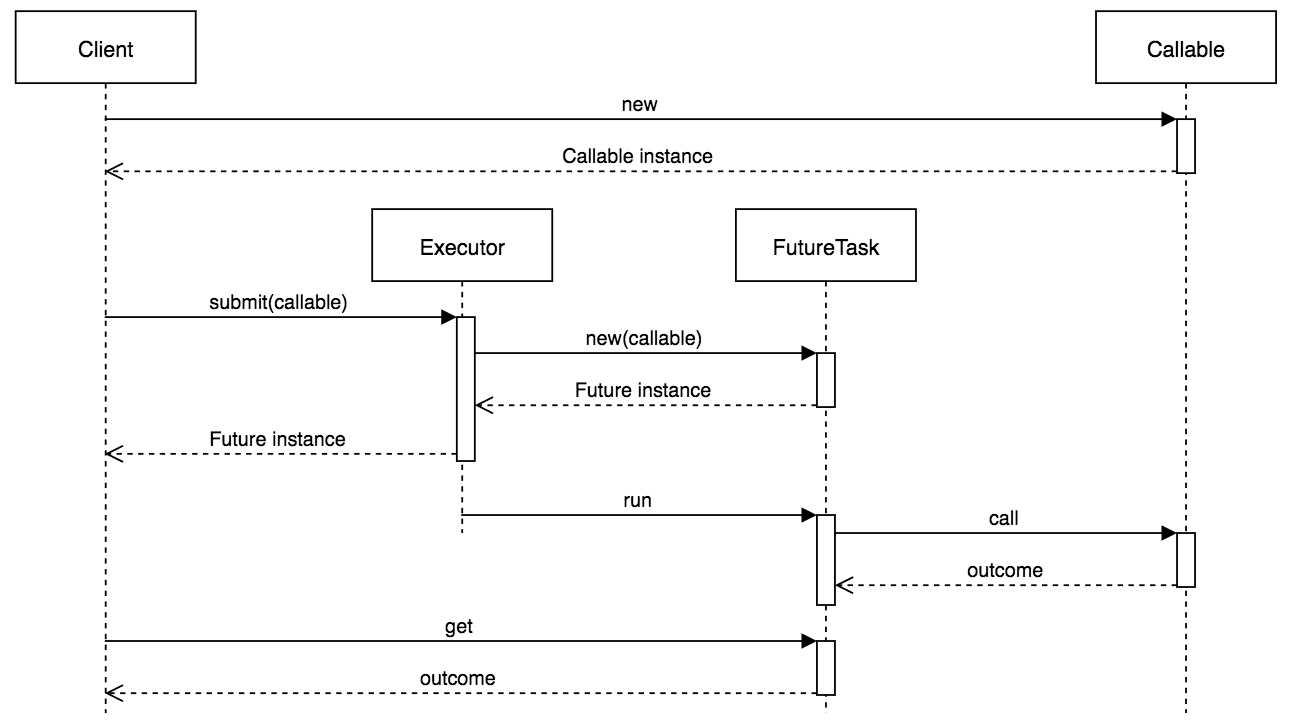 Client
Callable
new
Callable instance
Executor
FutureTask
submit(callable)
new(callable)
Future instance
Future instance
run
call
outcome
get
outcome